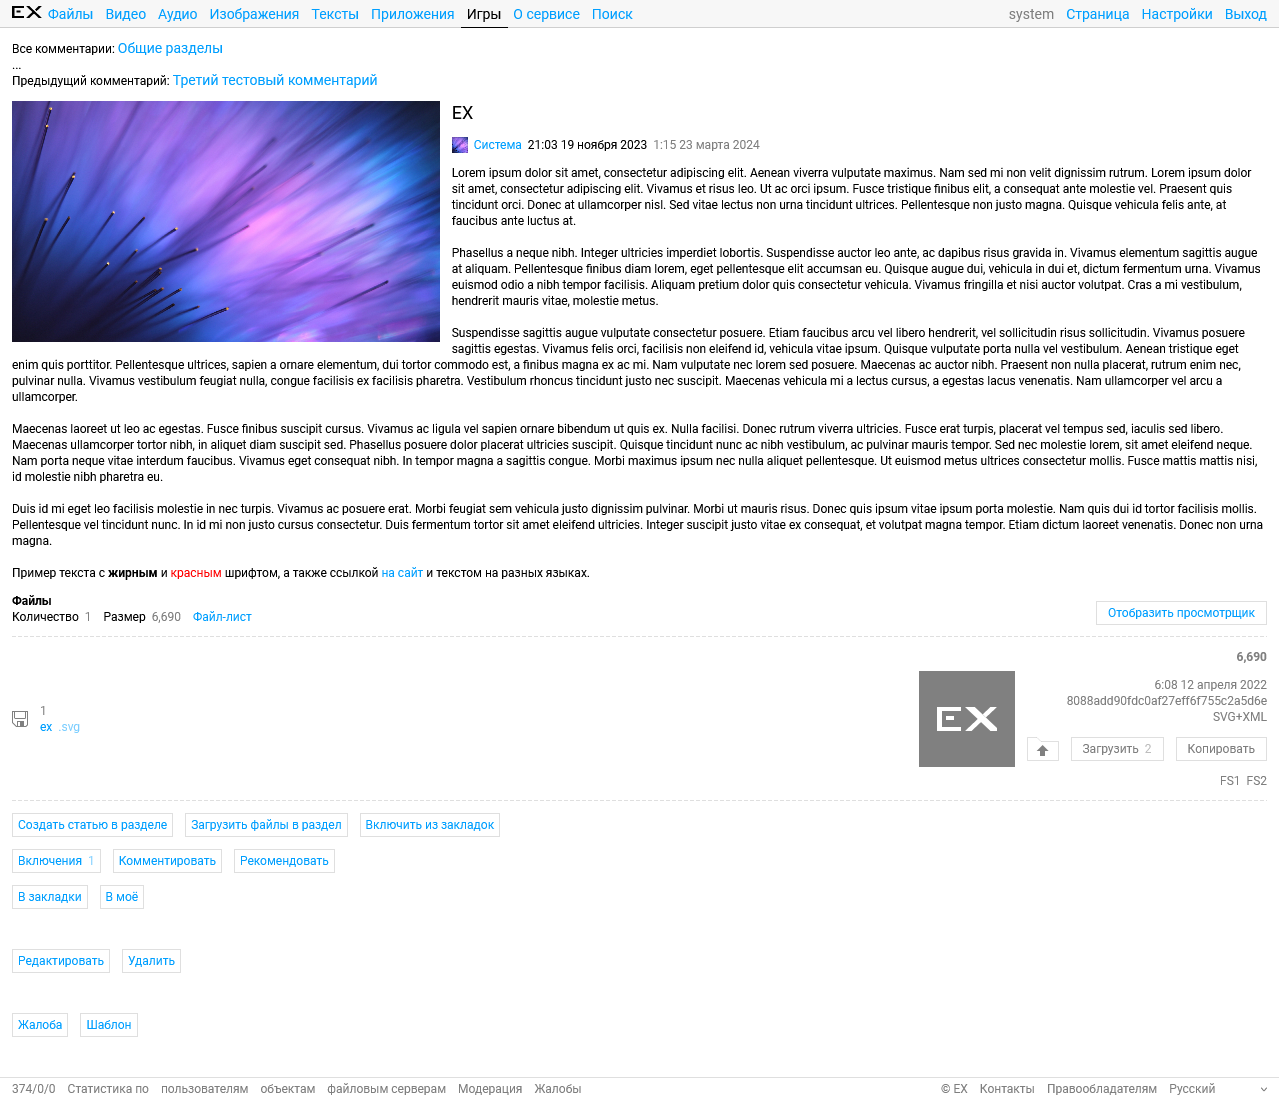 EX Файлы Видео Аудио Изображения Тексты Приложения Игры О сервисе Поиск system Страница Настройки Выход
Все комментарии: Общие разделы
...
Предыдущий комментарий: Третий тестовый комментарий
EX
Система 21:03 19 ноября 2023 1:15 23 марта 2024
Lorem ipsum dolor sit amet, consectetur adipiscing elit. Aenean viverra vulputate maximus. Nam sed mi non velit dignissim rutrum. Lorem ipsum dolor
sit amet, consectetur adipiscing elit. Vivamus et risus leo. Ut ac orci ipsum. Fusce tristique finibus elit, a consequat ante molestie vel. Praesent quis
tincidunt orci. Donec at ullamcorper nisl. Sed vitae lectus non urna tincidunt ultrices. Pellentesque non justo magna. Quisque vehicula felis ante, at
faucibus ante luctus at.
Phasellus a neque nibh. Integer ultricies imperdiet lobortis. Suspendisse auctor leo ante, ac dapibus risus gravida in. Vivamus elementum sagittis augue
at aliquam. Pellentesque finibus diam lorem, eget pellentesque elit accumsan eu. Quisque augue dui, vehicula in dui et, dictum fermentum urna. Vivamus
euismod odio a nibh tempor facilisis. Aliquam pretium dolor quis consectetur vehicula. Vivamus fringilla et nisi auctor volutpat. Cras a mi vestibulum,
hendrerit mauris vitae, molestie metus.
Suspendisse sagittis augue vulputate consectetur posuere. Etiam faucibus arcu vel libero hendrerit, vel sollicitudin risus sollicitudin. Vivamus posuere
sagittis egestas. Vivamus felis orci, facilisis non eleifend id, vehicula vitae ipsum. Quisque vulputate porta nulla vel vestibulum. Aenean tristique eget
enim quis porttitor. Pellentesque ultrices, sapien a ornare elementum, dui tortor commodo est, a finibus magna ex ac mi. Nam vulputate nec lorem sed posuere. Maecenas ac auctor nibh. Praesent non nulla placerat, rutrum enim nec,
pulvinar nulla. Vivamus vestibulum feugiat nulla, congue facilisis ex facilisis pharetra. Vestibulum rhoncus tincidunt justo nec suscipit. Maecenas vehicula mi a lectus cursus, a egestas lacus venenatis. Nam ullamcorper vel arcu a
ullamcorper.
Maecenas laoreet ut leo ac egestas. Fusce finibus suscipit cursus. Vivamus ac ligula vel sapien ornare bibendum ut quis ex. Nulla facilisi. Donec rutrum viverra ultricies. Fusce erat turpis, placerat vel tempus sed, iaculis sed libero.
Maecenas ullamcorper tortor nibh, in aliquet diam suscipit sed. Phasellus posuere dolor placerat ultricies suscipit. Quisque tincidunt nunc ac nibh vestibulum, ac pulvinar mauris tempor. Sed nec molestie lorem, sit amet eleifend neque.
Nam porta neque vitae interdum faucibus. Vivamus eget consequat nibh. In tempor magna a sagittis congue. Morbi maximus ipsum nec nulla aliquet pellentesque. Ut euismod metus ultrices consectetur mollis. Fusce mattis mattis nisi,
id molestie nibh pharetra eu.
Duis id mi eget leo facilisis molestie in nec turpis. Vivamus ac posuere erat. Morbi feugiat sem vehicula justo dignissim pulvinar. Morbi ut mauris risus. Donec quis ipsum vitae ipsum porta molestie. Nam quis dui id tortor facilisis mollis.
Pellentesque vel tincidunt nunc. In id mi non justo cursus consectetur. Duis fermentum tortor sit amet eleifend ultricies. Integer suscipit justo vitae ex consequat, et volutpat magna tempor. Etiam dictum laoreet venenatis. Donec non urna
magna.
Пример текста с жирным и красным шрифтом, а также ссылкой на сайт и текстом на разных языках.
Файлы
Количество 1 Размер 6,690 Файл-лист
Отобразить просмотрщик
6,690
1
ex .svg
EX
6:08 12 апреля 2022
8088add90fdc0af27eff6f755c2a5d6e
SVG+XML
Загрузить 2 Копировать
FS1 FS2
Создать статью в разделе Загрузить файлы в раздел Включить из закладок
Включения 1 Комментировать Рекомендовать
В закладки В моё
Редактировать Удалить
Жалоба Шаблон
374/0/0 Статистика по пользователям объектам файловым серверам Модерация Жалобы © EX Контакты Правообладателям Русский